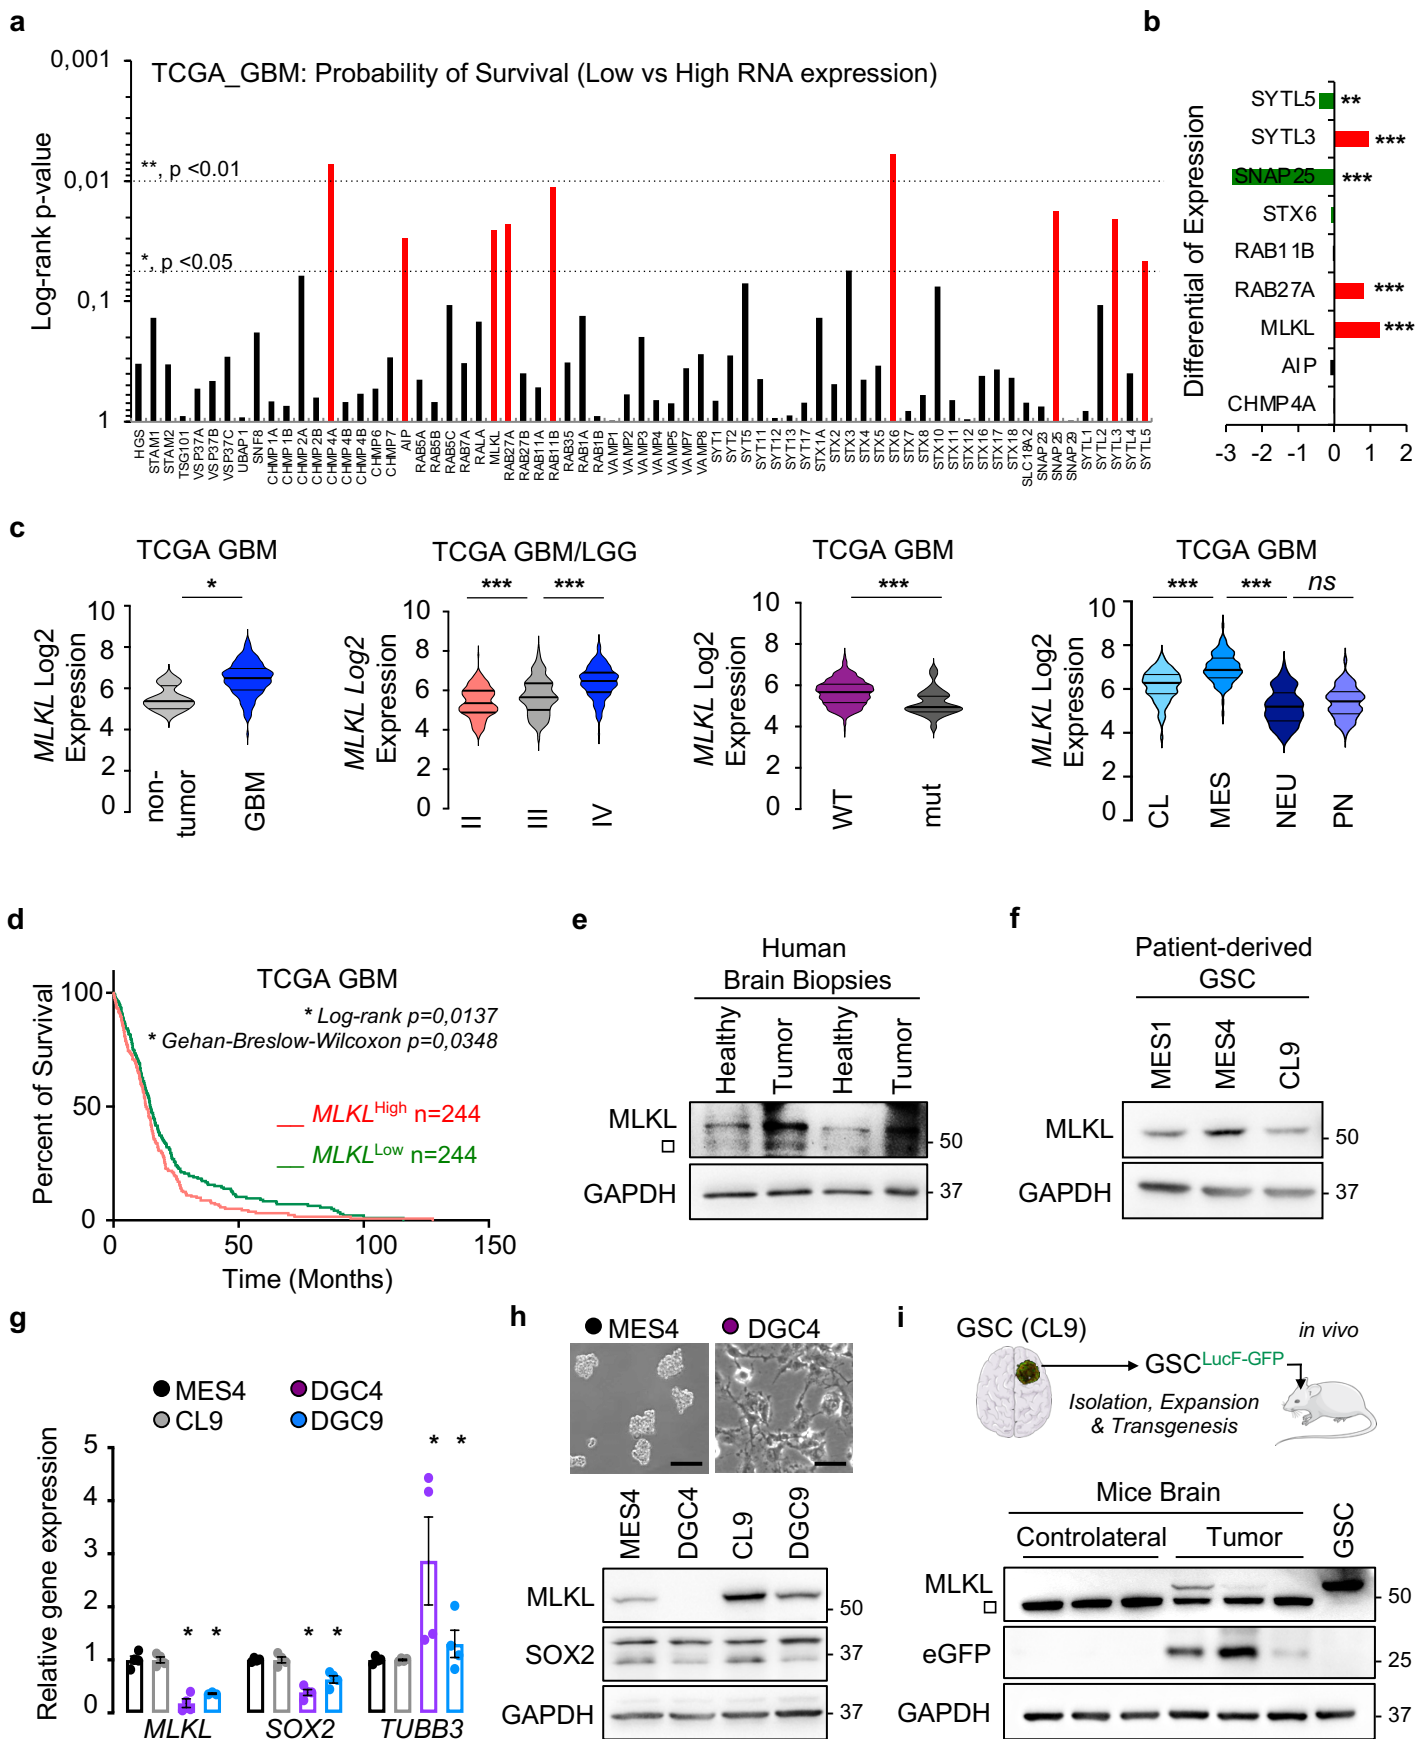 a
TCGA_GBM: Probability of Survival (Low vs High RNA expression)
Log-rank p-value
0,001
0,01
0,1
1
**, p <0.01
*, p <0.05
HGS
STAM1
STAM2
TSG101
VSP37A
VSP37B
VSP37C
UBAP1
SNF8
CHMP1A
CHMP1B
CHMP2A
CHMP2B
CHMP4A
CHMP4B
CHMP4B
CHMP6
CHMP7
AIP
RAB5A
RAB5B
RAB5C
RAB7A
RALA
MLKL
RAB27A
RAB27B
RAB11A
RAB11B
RAB35
RAB1A
RAB1B
VAMP1
VAMP2
VAMP3
VAMP4
VAMP5
VAMP7
VAMP8
SYT1
SYT2
SYT5
SYT11
SYT12
SYT13
SYT17
STX1A
STX2
STX3
STX4
STX5
STX6
STX7
STX8
STX10
STX11
STX12
STX16
STX17
STX18
SLC18A2
SNAP23
SNAP25
SNAP29
SYTL1
SYTL2
SYTL3
SYTL4
SYTL5
b
Differential of Expression
SYTL5 **
SYTL3 ***
SNAP25 ***
STX6
RAB11B
RAB27A ***
MLKL ***
AIP
CHMP4A
-3 -2 -1 0 1 2
c
TCGA GBM
*
MLKL Log2
Expression
10
8
6
4
2
0
non-
tumor
GBM
TCGA GBM/LGG
*** ***
MLKL Log2
Expression
10
8
6
4
2
0
II
III
IV
TCGA GBM
***
MLKL Log2
Expression
10
8
6
4
2
0
WT
mut
TCGA GBM
*** *** ns
MLKL Log2
Expression
10
8
6
4
2
0
CL
MES
NEU
PN
d
TCGA GBM
* Log-rank p=0,0137
* Gehan-Breslow-Wilcoxon p=0,0348
MLKL^High n=244
MLKL^Low n=244
Percent of Survival
100
50
0
0 50 100 150
Time (Months)
e
Human
Brain Biopsies
Healthy
Tumor
Healthy
Tumor
MLKL
50
GAPDH
37
f
Patient-derived
GSC
MES1
MES4
CL9
MLKL
50
GAPDH
37
g
MES4 DGC4
CL9 DGC9
Relative gene expression
5
4
3
2
1
0
* *
* *
* *
MLKL SOX2 TUBB3
h
MES4 DGC4
MES4
DGC4
CL9
DGC9
MLKL
50
SOX2
37
GAPDH
37
i
GSC (CL9)
in vivo
GSC^LucF-GFP
Isolation, Expansion
& Transgenesis
Mice Brain
Controlateral Tumor
GSC
MLKL
50
eGFP
25
GAPDH
37